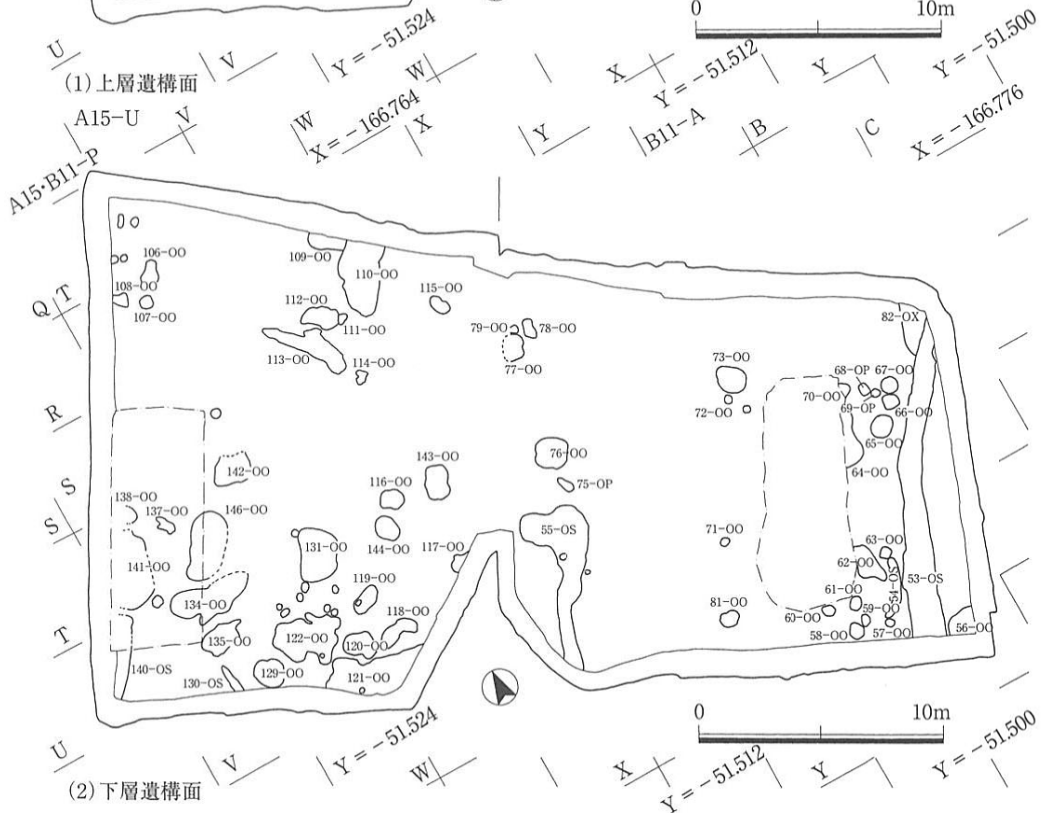 0 10m
U V Y=-51.524 W X Y=-51.512 Y Y=-51.500
(1)上層遺構面
A15-U V W X=-166.764 X Y B11-A B C X=-166.776
A15・B11-P
106-OO
109-OO
110-OO
108-OO
107-OO
Q T
112-OO
111-OO
115-OO
113-OO
114-OO
79-OO 78-OO
77-OO
82-OX
73-OO
68-OP 67-OO
70-OO
72-OO
69-OP 66-OO
65-OO
64-OO
R
142-OO
143-OO
76-OO
116-OO
75-OP
S
S
138-OO
137-OO
146-OO
144-OO
55-OS
131-OO
117-OO
141-OO
71-OO
63-OO
62-OO
54-OS
53-OS
119-OO
134-OO
118-OO
61-OO
81-OO
60-OO
59-OO
58-OO
57-OO
56-OO
T
135-OO
122-OO
120-OO
140-OS
130-OS
129-OO
121-OO
0 10m
U V Y=-51.524 W X Y=-51.512 Y Y=-51.500
(2)下層遺構面